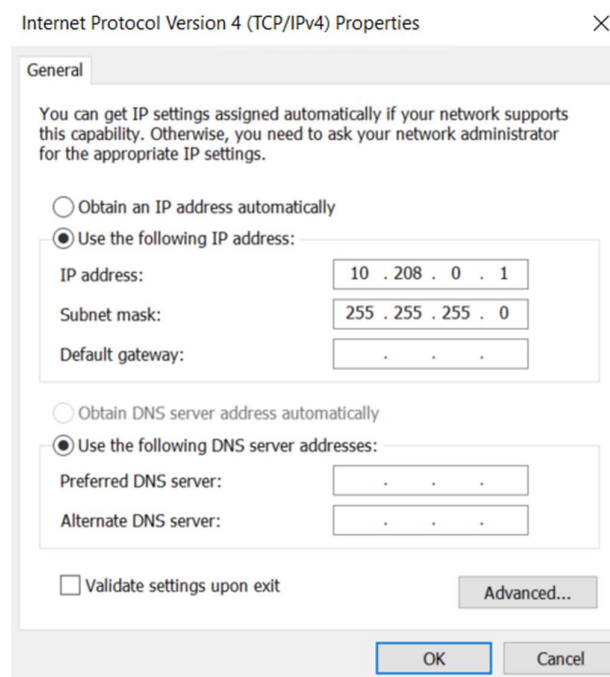 Internet Protocol Version 4 (TCP/IPv4) Properties
General
You can get IP settings assigned automatically if your network supports
this capability. Otherwise, you need to ask your network administrator
for the appropriate IP settings.
Obtain an IP address automatically
Use the following IP address:
IP address: 10 . 208 . 0 . 1
Subnet mask: 255 . 255 . 255 . 0
Default gateway: . . .
Obtain DNS server address automatically
Use the following DNS server addresses:
Preferred DNS server: . . .
Alternate DNS server: . . .
Validate settings upon exit
Advanced...
OK Cancel